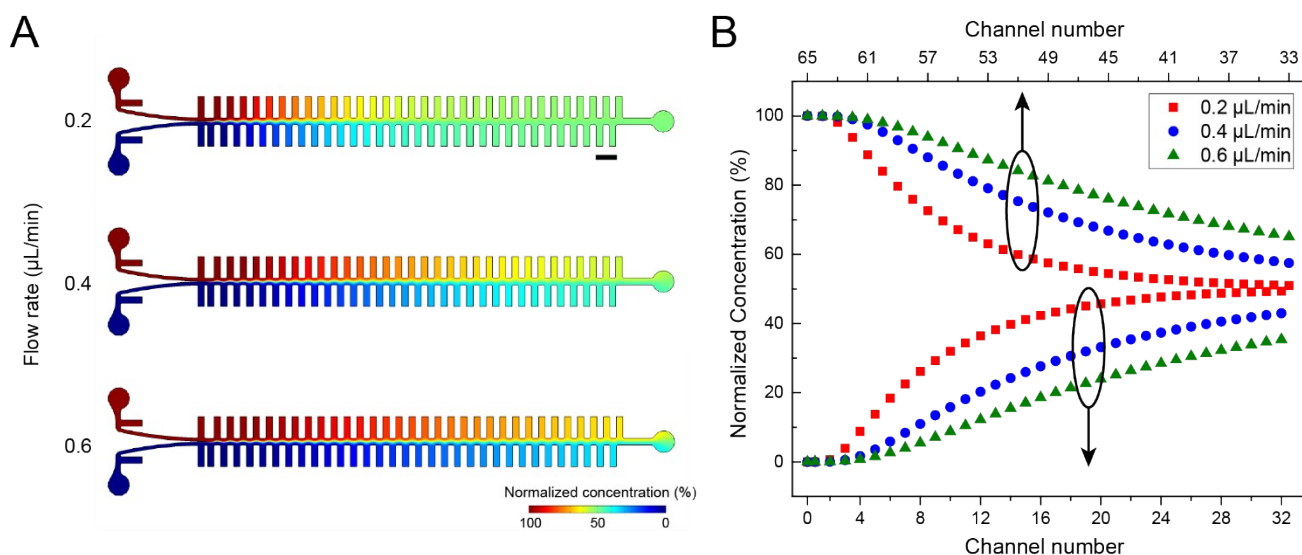 A
Flow rate (µL/min)
0.2
0.4
0.6
Normalized concentration (%)
100 50 0
B
Channel number
65 61 57 53 49 45 41 37 33
Normalized Concentration (%)
100
80
60
40
20
0
0.2 µL/min
0.4 µL/min
0.6 µL/min
0 4 8 12 16 20 24 28 32
Channel number